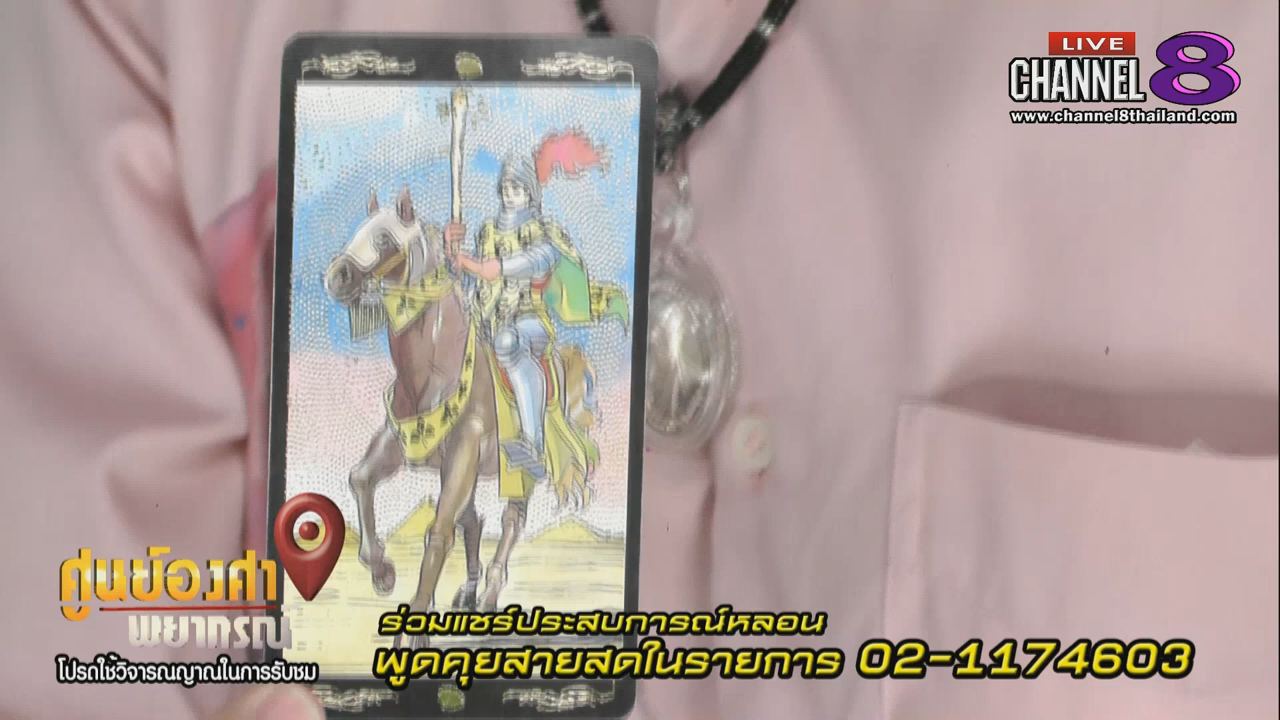 LIVE
CHANNEL 8
www.channel8thailand.com
ศูนย์องศา
พยากรณ์
โปรดใช้วิจารณญาณในการรับชม
ร่วมแชร์ประสบการณ์หลอน
พูดคุยสายสดในรายการ 02-1174603